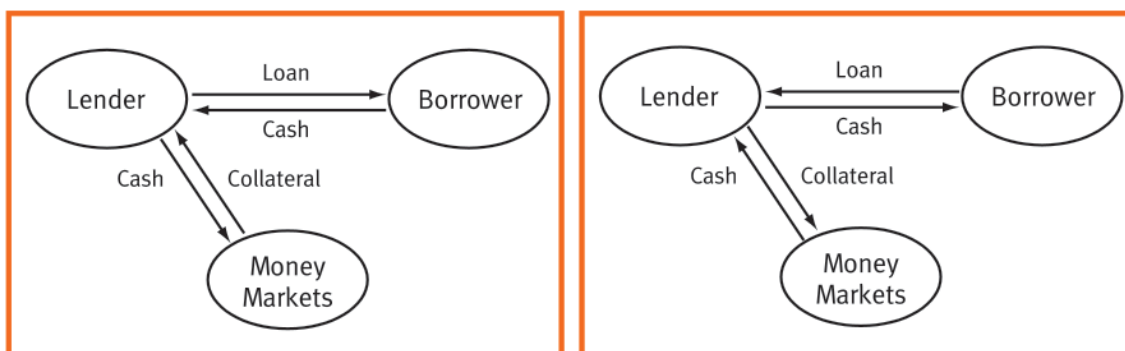 Loan
Lender
Borrower
Cash
Cash
Collateral
Money
Markets
Loan
Lender
Borrower
Cash
Cash
Collateral
Money
Markets